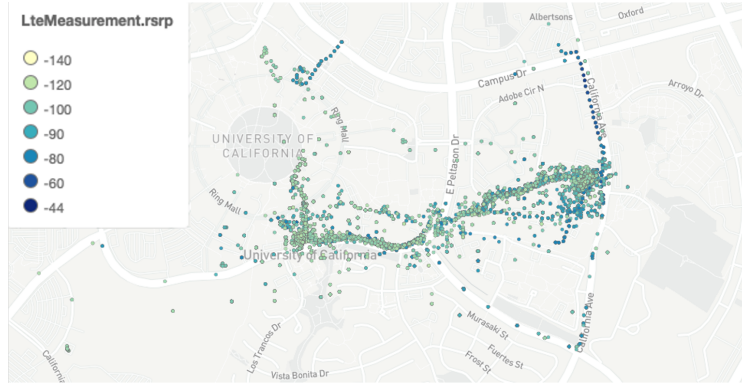 LteMeasurement.rsrp
-140
-120
-100
-90
-80
-60
-44
Albertsons
Oxford
Campus Dr
Adobe Cir N
California Ave
Arroyo Dr
Ring Mall
UNIVERSITY OF
CALIFORNIA
E Peltason Dr
Ring Mall
University of California
California Ave
Murasaki St
Fuertes St
Frost St
Los Trancos Dr
Vista Bonita Dr
California